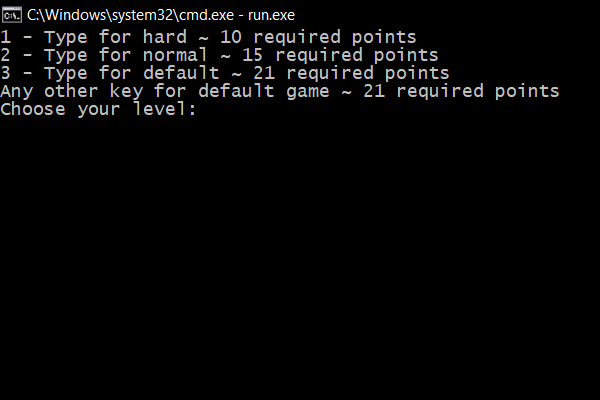 C:\Windows\system32\cmd.exe - run.exe
1 - Type for hard ~ 10 required points
2 - Type for normal ~ 15 required points
3 - Type for default ~ 21 required points
Any other key for default game ~ 21 required points
Choose your level: